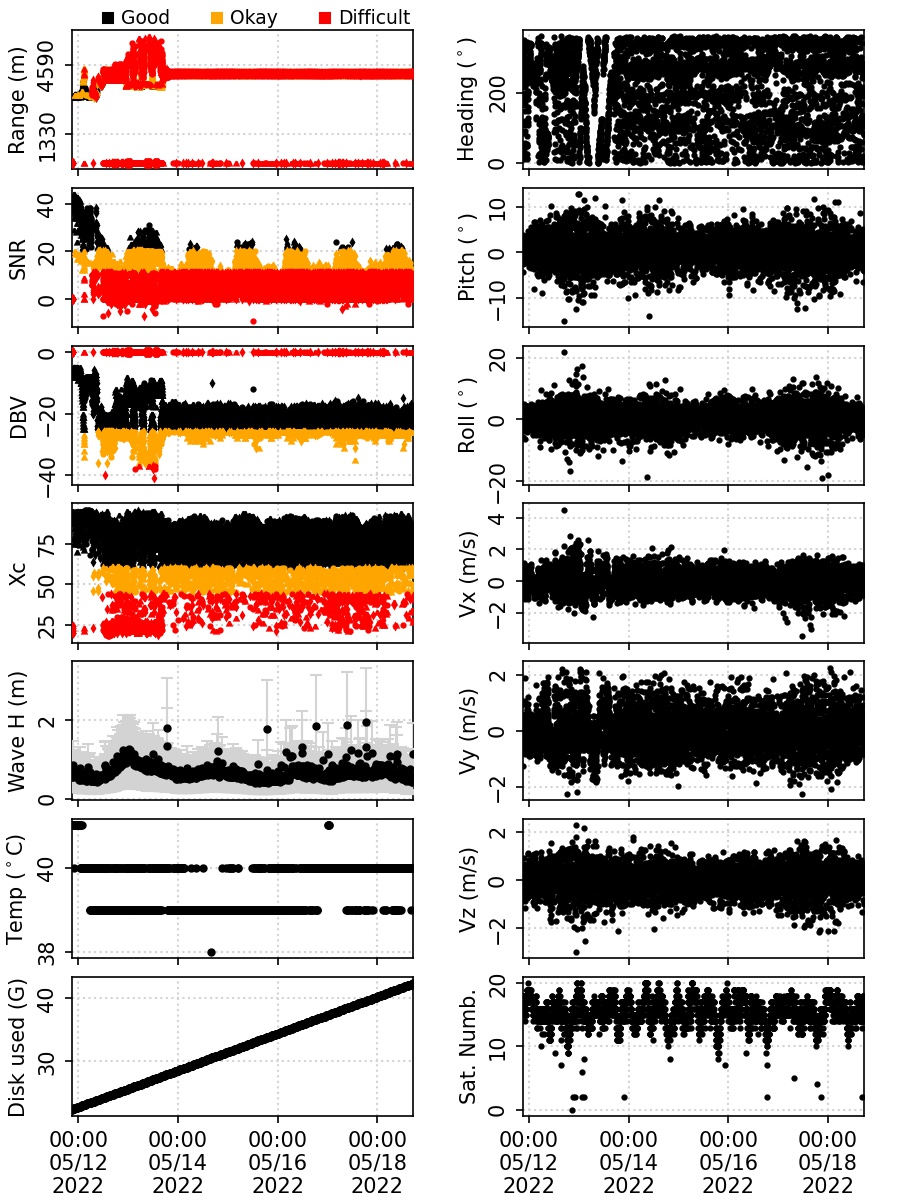 Good Okay Difficult
Range (m)
4590
1330
Heading (°)
200
0
SNR
40
20
0
Pitch (°)
10
0
−10
DBV
0
−20
−40
Roll (°)
20
0
−20
Xc
75
50
25
Vx (m/s)
4
2
0
−2
Wave H (m)
2
0
Vy (m/s)
2
0
−2
Temp (°C)
40
38
Vz (m/s)
2
0
−2
Disk used (G)
40
30
Sat. Numb.
20
10
0
00:00 00:00 00:00 00:00
05/12 05/14 05/16 05/18
2022 2022 2022 2022
00:00 00:00 00:00 00:00
05/12 05/14 05/16 05/18
2022 2022 2022 2022